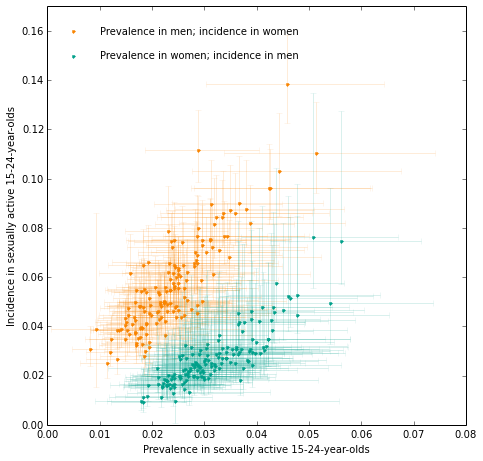 Prevalence in men; incidence in women
Prevalence in women; incidence in men
Incidence in sexually active 15-24-year-olds
0.16
0.14
0.12
0.10
0.08
0.06
0.04
0.02
0.00
0.00 0.01 0.02 0.03 0.04 0.05 0.06 0.07 0.08
Prevalence in sexually active 15-24-year-olds